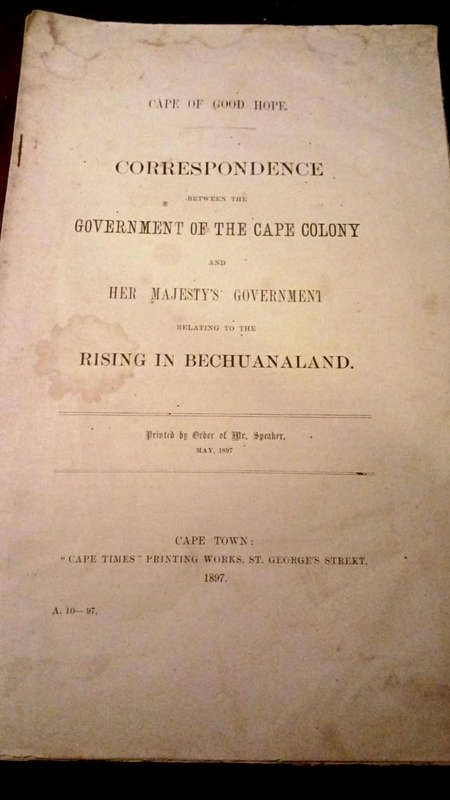 CAPE OF GOOD HOPE.
CORRESPONDENCE
BETWEEN THE
GOVERNMENT OF THE CAPE COLONY
AND
HER MAJESTY'S GOVERNMENT
RELATING TO THE
RISING IN BECHUANALAND.
Printed by Order of Mr. Speaker,
MAY, 1897
CAPE TOWN:
"CAPE TIMES" PRINTING WORKS, ST. GEORGE'S STREET.
1897.
A. 10—97.